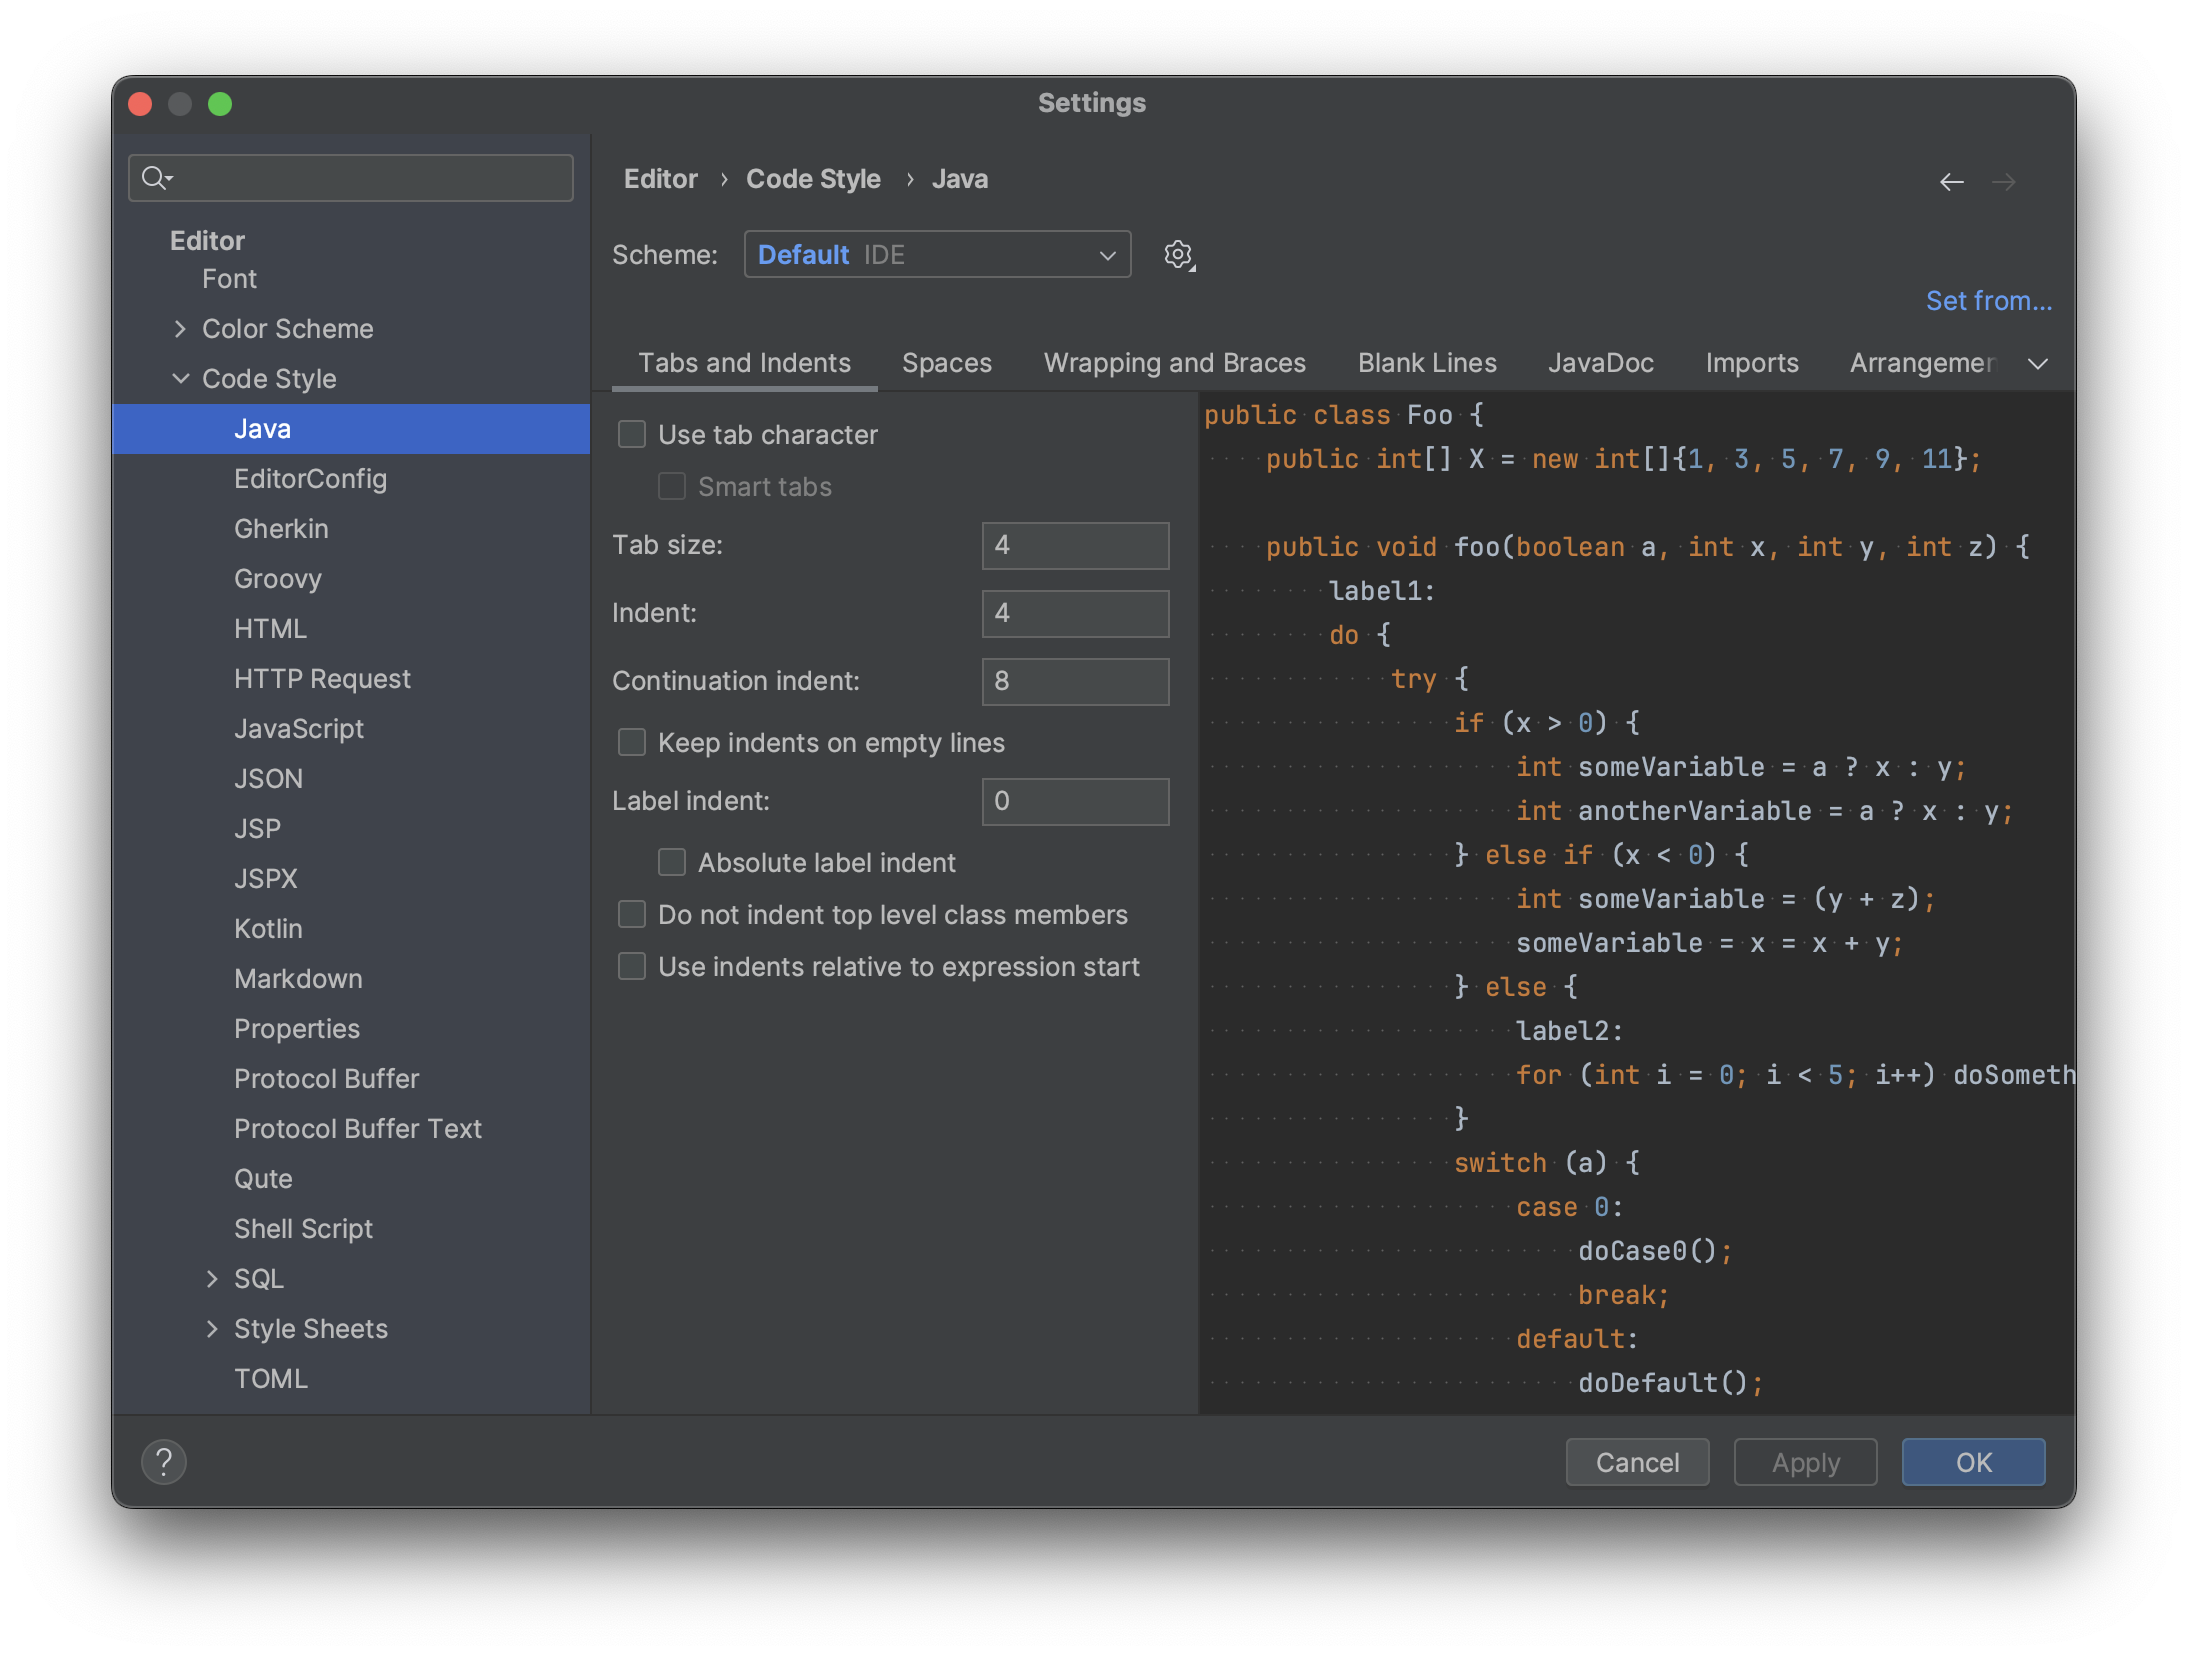 Settings
Editor
Font
Color Scheme
Code Style
Java
EditorConfig
Gherkin
Groovy
HTML
HTTP Request
JavaScript
JSON
JSP
JSPX
Kotlin
Markdown
Properties
Protocol Buffer
Protocol Buffer Text
Qute
Shell Script
SQL
Style Sheets
TOML
Editor › Code Style › Java
Scheme: Default IDE
Set from...
Tabs and Indents Spaces Wrapping and Braces Blank Lines JavaDoc Imports Arrangemen
Use tab character
Smart tabs
Tab size: 4
Indent: 4
Continuation indent: 8
Keep indents on empty lines
Label indent: 0
Absolute label indent
Do not indent top level class members
Use indents relative to expression start
public class Foo {
    public int[] X = new int[]{1, 3, 5, 7, 9, 11};

    public void foo(boolean a, int x, int y, int z) {
        label1:
        do {
            try {
                if (x > 0) {
                    int someVariable = a ? x : y;
                    int anotherVariable = a ? x : y;
                } else if (x < 0) {
                    int someVariable = (y + z);
                    someVariable = x = x + y;
                } else {
                    label2:
                    for (int i = 0; i < 5; i++) doSometh
                }
                switch (a) {
                    case 0:
                        doCase0();
                        break;
                    default:
                        doDefault();
?
Cancel Apply OK